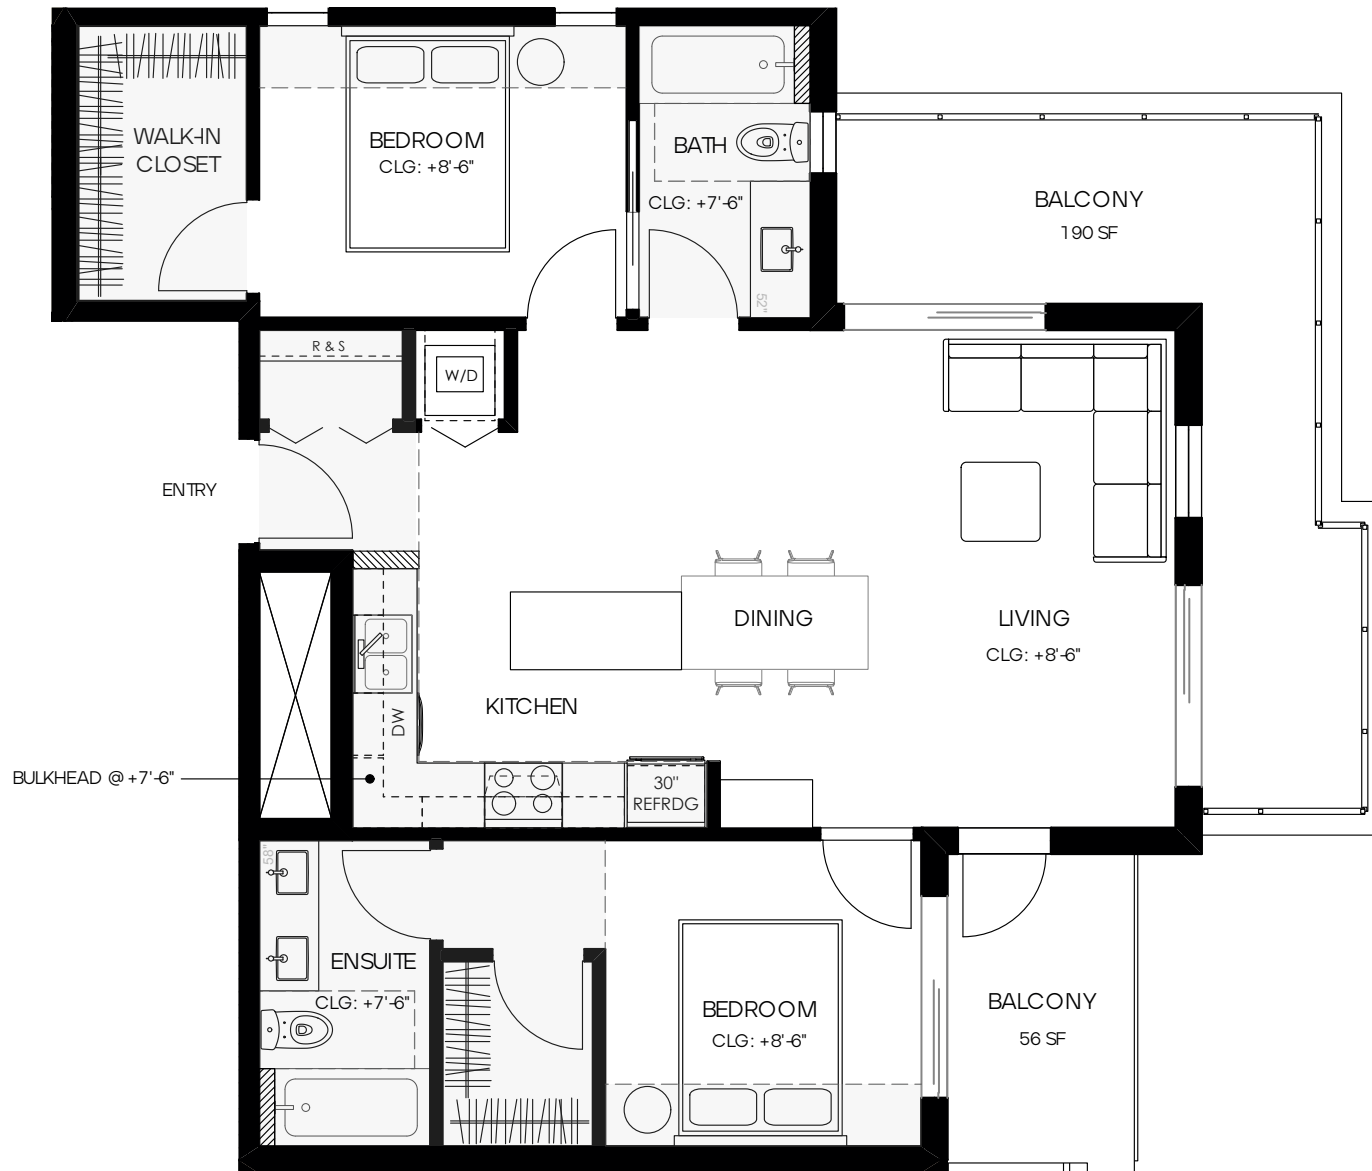 WALK-IN
CLOSET
BEDROOM
CLG: +8'-6"
BATH
CLG: +7'-6"
52"
BALCONY
190 SF
R & S
W/D
ENTRY
DINING
LIVING
CLG: +8'-6"
KITCHEN
DW
BULKHEAD @ +7'-6"
30"
REFRDG
58"
ENSUITE
CLG: +7'-6"
BEDROOM
CLG: +8'-6"
BALCONY
56 SF